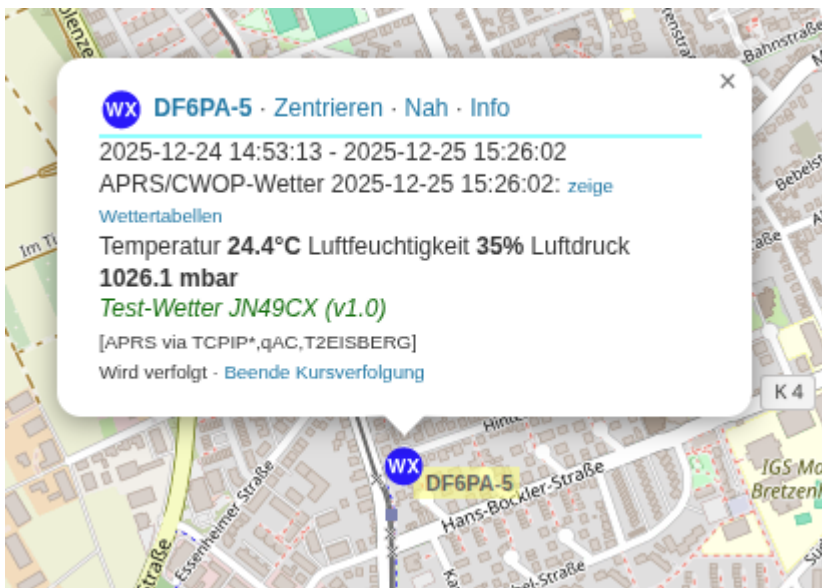 Bahnstraße
×
WX DF6PA-5 · Zentrieren · Nah · Info
2025-12-24 14:53:13 - 2025-12-25 15:26:02
APRS/CWOP-Wetter 2025-12-25 15:26:02: zeige
Wettertabellen
Temperatur 24.4°C Luftfeuchtigkeit 35% Luftdruck
1026.1 mbar
Test-Wetter JN49CX (v1.0)
[APRS via TCPIP*,qAC,T2EISBERG]
Wird verfolgt · Beende Kursverfolgung
Im
K 4
WX
DF6PA-5
Hans-Böckler-Straße
Essenheimer Straße
IGS